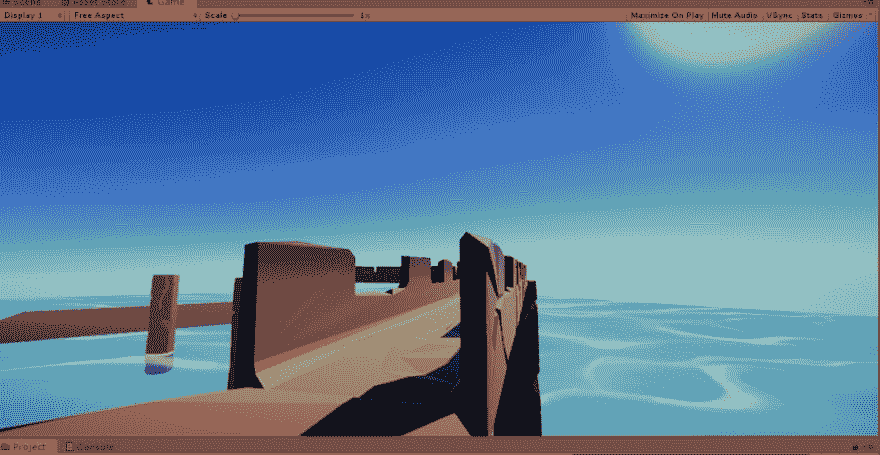 Scene Asset Store Game
Display 1 Free Aspect Scale 1x Maximize On Play Mute Audio VSync Stats Gizmos
Project Console